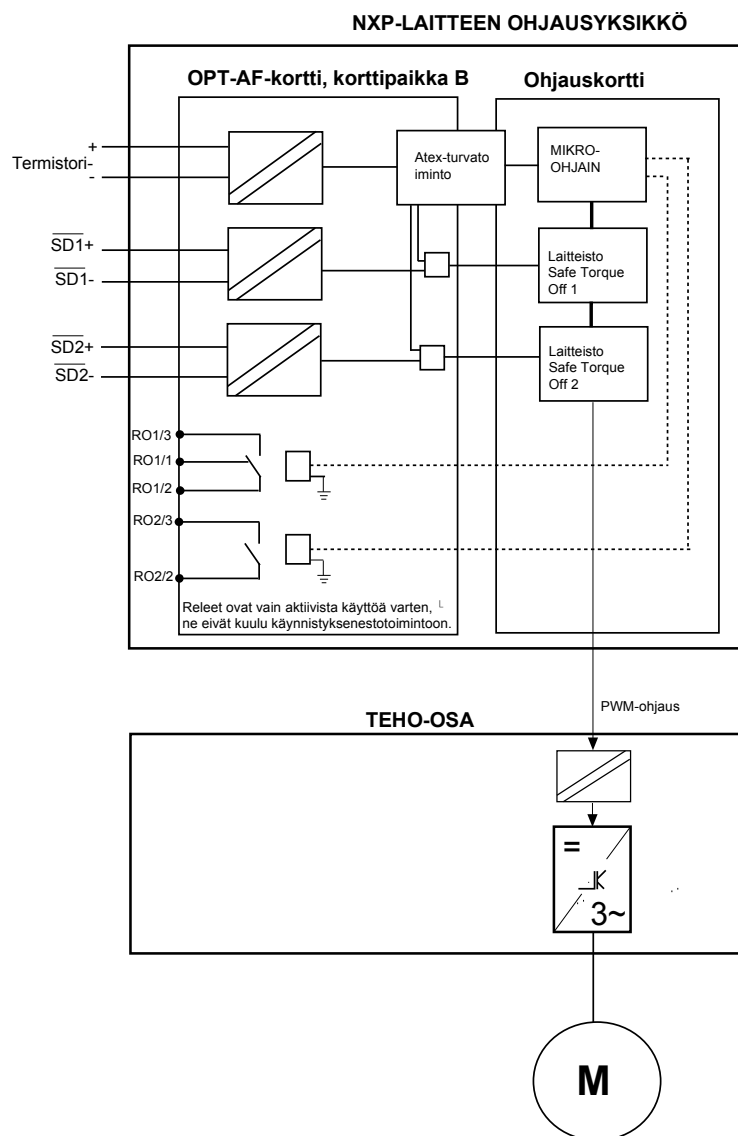 NXP-LAITTEEN OHJAUSYKSIKKÖ
OPT-AF-kortti, korttipaikka B
Ohjauskortti
+
Termistori-
-
Atex-turvato
iminto
MIKRO-
OHJAIN
SD1+
SD1-
Laitteisto
Safe Torque
Off 1
SD2+
SD2-
Laitteisto
Safe Torque
Off 2
RO1/3
RO1/1
RO1/2
RO2/3
RO2/2
Releet ovat vain aktiivista käyttöä varten,
ne eivät kuulu käynnistyksenestotoimintoon.
PWM-ohjaus
TEHO-OSA
=
3~
M